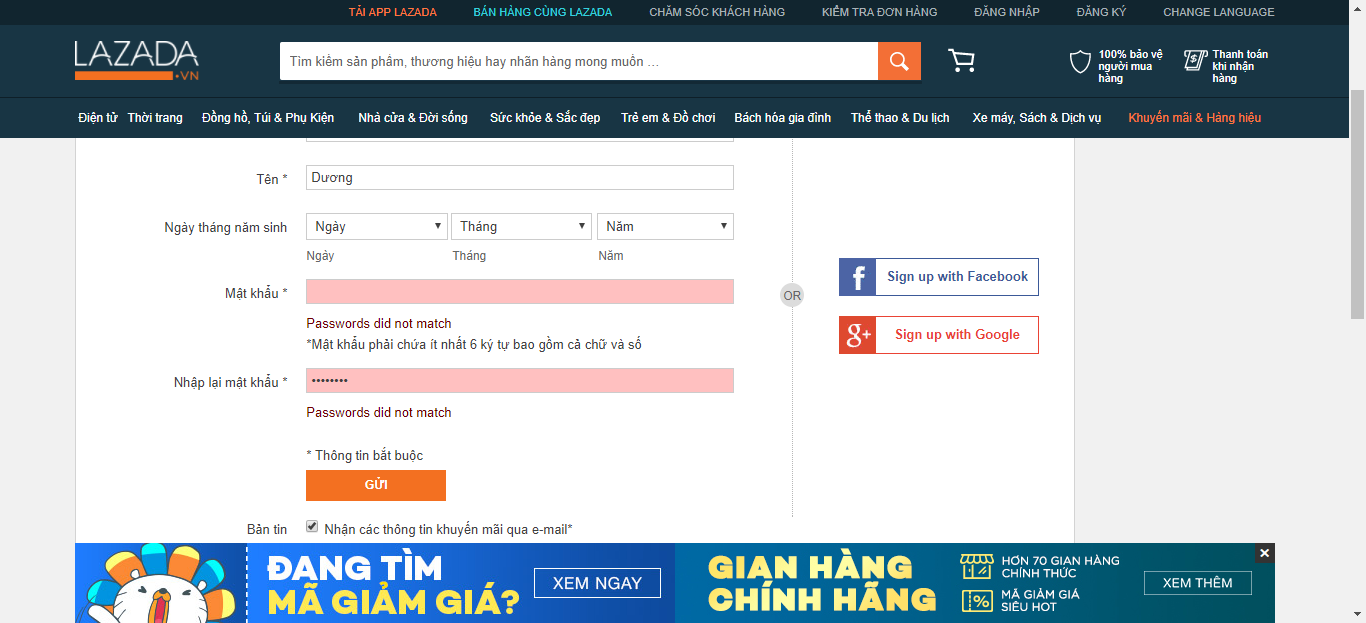 TẢI APP LAZADA BÁN HÀNG CÙNG LAZADA CHĂM SÓC KHÁCH HÀNG KIỂM TRA ĐƠN HÀNG ĐĂNG NHẬP ĐĂNG KÝ CHANGE LANGUAGE
LAZADA
.VN
Tìm kiếm sản phẩm, thương hiệu hay nhãn hàng mong muốn ...
100% bảo vệ
người mua
hàng
Thanh toán
khi nhận
hàng
Điện tử Thời trang Đồng hồ, Túi & Phụ Kiện Nhà cửa & Đời sống Sức khỏe & Sắc đẹp Trẻ em & Đồ chơi Bách hóa gia đình Thể thao & Du lịch Xe máy, Sách & Dịch vụ Khuyến mãi & Hàng hiệu
Tên * Dương
Ngày tháng năm sinh Ngày Tháng Năm
Ngày Tháng Năm
Mật khẩu *
Passwords did not match
*Mật khẩu phải chứa ít nhất 6 ký tự bao gồm cả chữ và số
Nhập lại mật khẩu * ••••••••
Passwords did not match
* Thông tin bắt buộc
GỬI
Bản tin Nhận các thông tin khuyến mãi qua e-mail*
OR
f Sign up with Facebook
g+ Sign up with Google
ĐANG TÌM
MÃ GIẢM GIÁ?
XEM NGAY
GIAN HÀNG
CHÍNH HÃNG
HƠN 70 GIAN HÀNG
CHÍNH THỨC
MÃ GIẢM GIÁ
SIÊU HOT
XEM THÊM